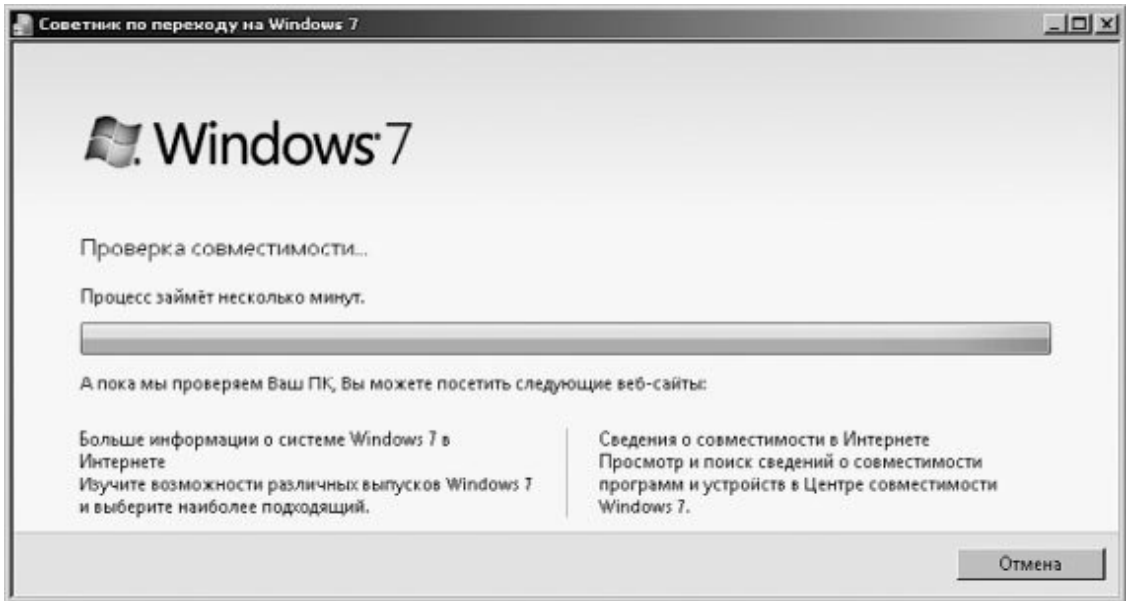 Советник по переходу на Windows 7
Windows 7
Проверка совместимости...
Процесс займёт несколько минут.
А пока мы проверяем Ваш ПК, Вы можете посетить следующие веб-сайты:
Больше информации о системе Windows 7 в
Интернете
Изучите возможности различных выпусков Windows 7
и выберите наиболее подходящий.
Сведения о совместимости в Интернете
Просмотр и поиск сведений о совместимости
программ и устройств в Центре совместимости
Windows 7.
Отмена